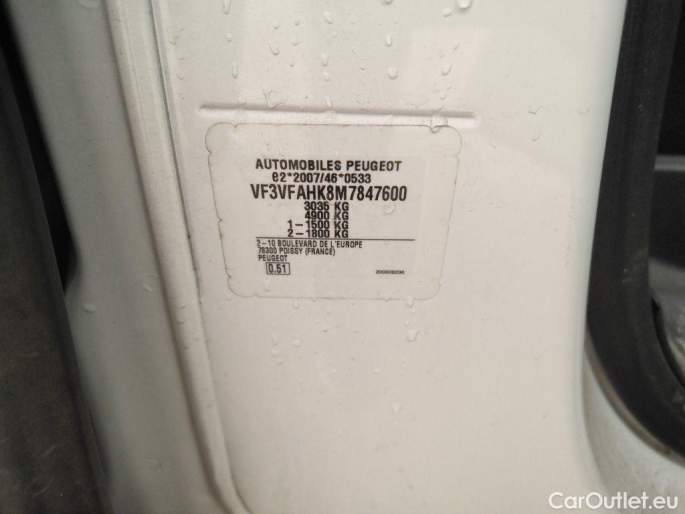 AUTOMOBILES PEUGEOT
e2*2007/46*0533
VF3VFAHK8M7847600
3035 KG
4900 KG
1-1500 KG
2-1800 KG
2-10 BOULEVARD DE L'EUROPE
78300 POISSY (FRANCE)
PEUGEOT
0.51
CarOutlet.eu